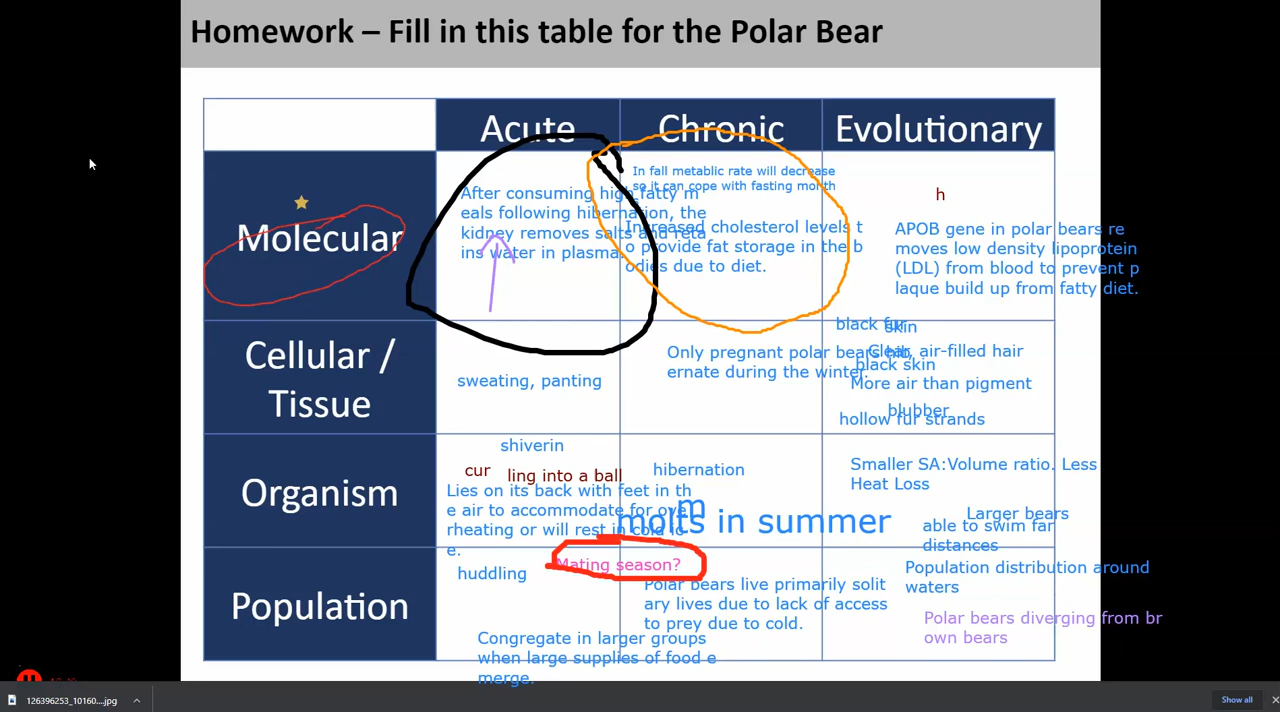 Homework – Fill in this table for the Polar Bear
Acute
Chronic
Evolutionary
Molecular
After consuming high fatty m
eals following hibernation, the
kidney removes salts and reta
ins water in plasma.
In fall metablic rate will decrease
so it can cope with fasting month
Increased cholesterol levels t
o provide fat storage in the b
odies due to diet.
h
APOB gene in polar bears re
moves low density lipoprotein
(LDL) from blood to prevent p
laque build up from fatty diet.
Cellular /
Tissue
sweating, panting
Only pregnant polar bears hib
ernate during the winter.
black fur
skin
Clear, air-filled hair
black skin
More air than pigment
blubber
hollow fur strands
Organism
shiverin
cur
ling into a ball
Lies on its back with feet in th
e air to accommodate for ove
rheating or will rest in cold ic
e.
hibernation
m
molts in summer
Smaller SA:Volume ratio. Less
Heat Loss
Larger bears
able to swim far
distances
Population
huddling
Mating season?
Congregate in larger groups
when large supplies of food e
merge.
Polar bears live primarily solit
ary lives due to lack of access
to prey due to cold.
Population distribution around
waters
Polar bears diverging from br
own bears
126396253_10160....jpg
Show all